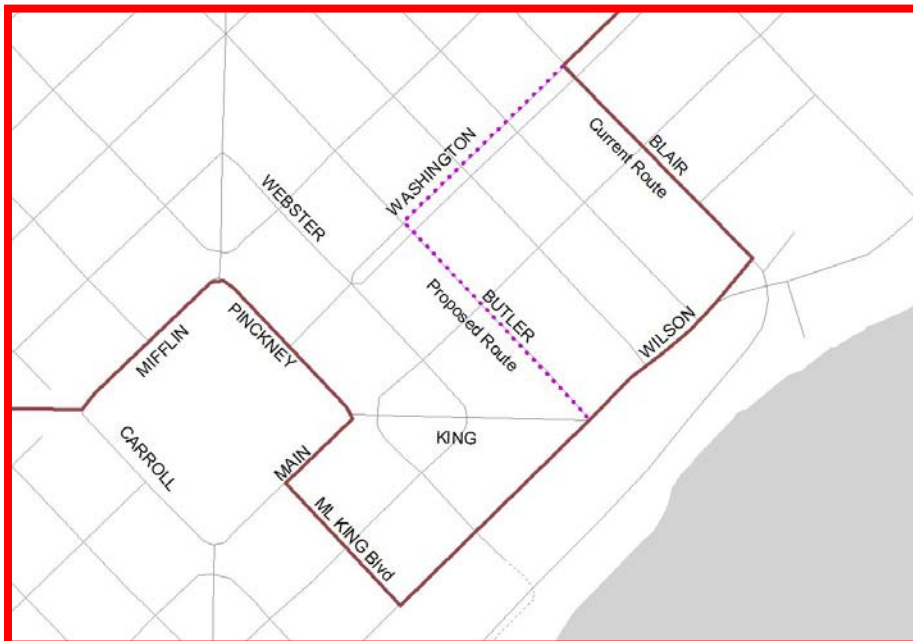 WASHINGTON
BLAIR
Current Route
WEBSTER
BUTLER
Proposed Route
WILSON
PINCKNEY
MIFFLIN
KING
CARROLL
MAIN
ML KING Blvd